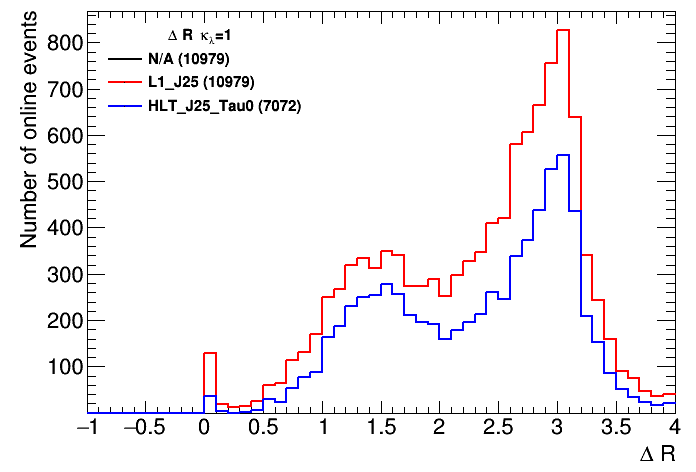 Δ R κλ=1
N/A (10979)
L1_J25 (10979)
HLT_J25_Tau0 (7072)
Number of online events
800
700
600
500
400
300
200
100
−1 −0.5 0 0.5 1 1.5 2 2.5 3 3.5 4
Δ R